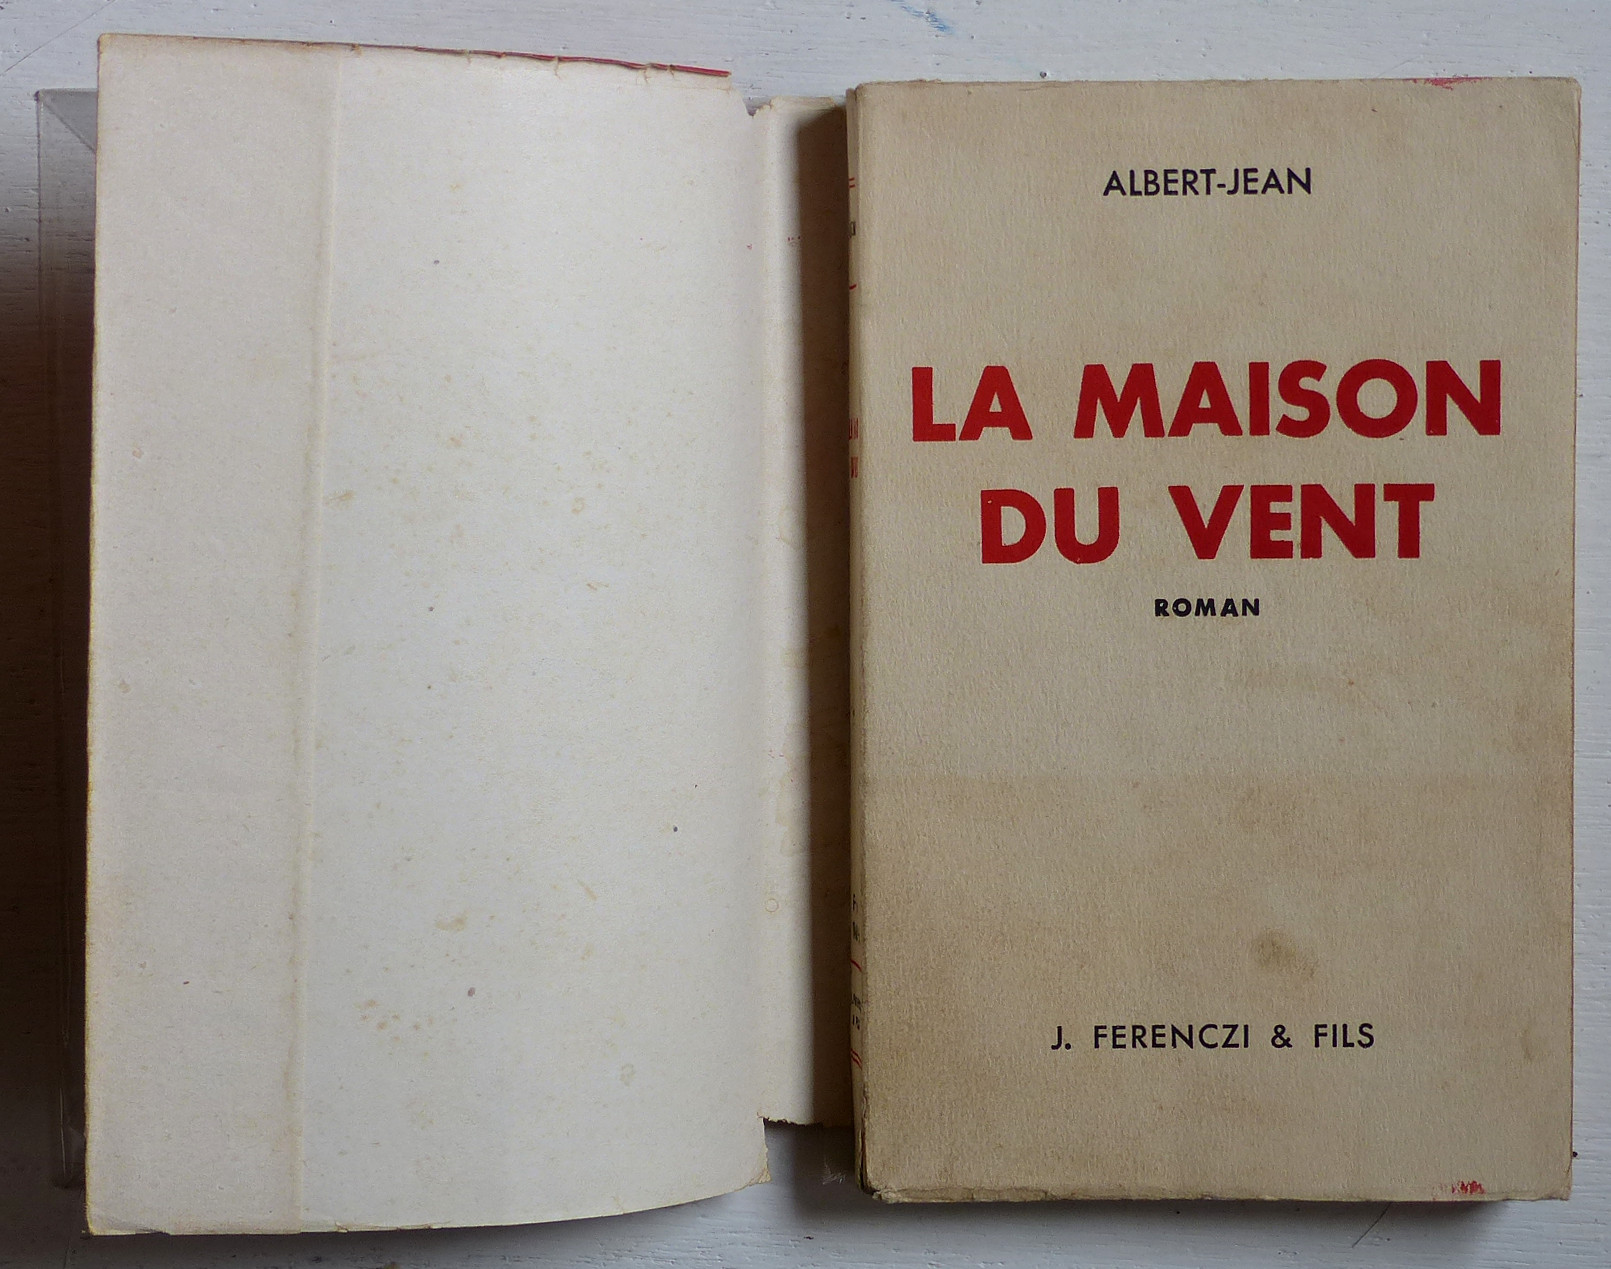 ALBERT-JEAN
LA MAISON
DU VENT
ROMAN
J. FERENCZI & FILS